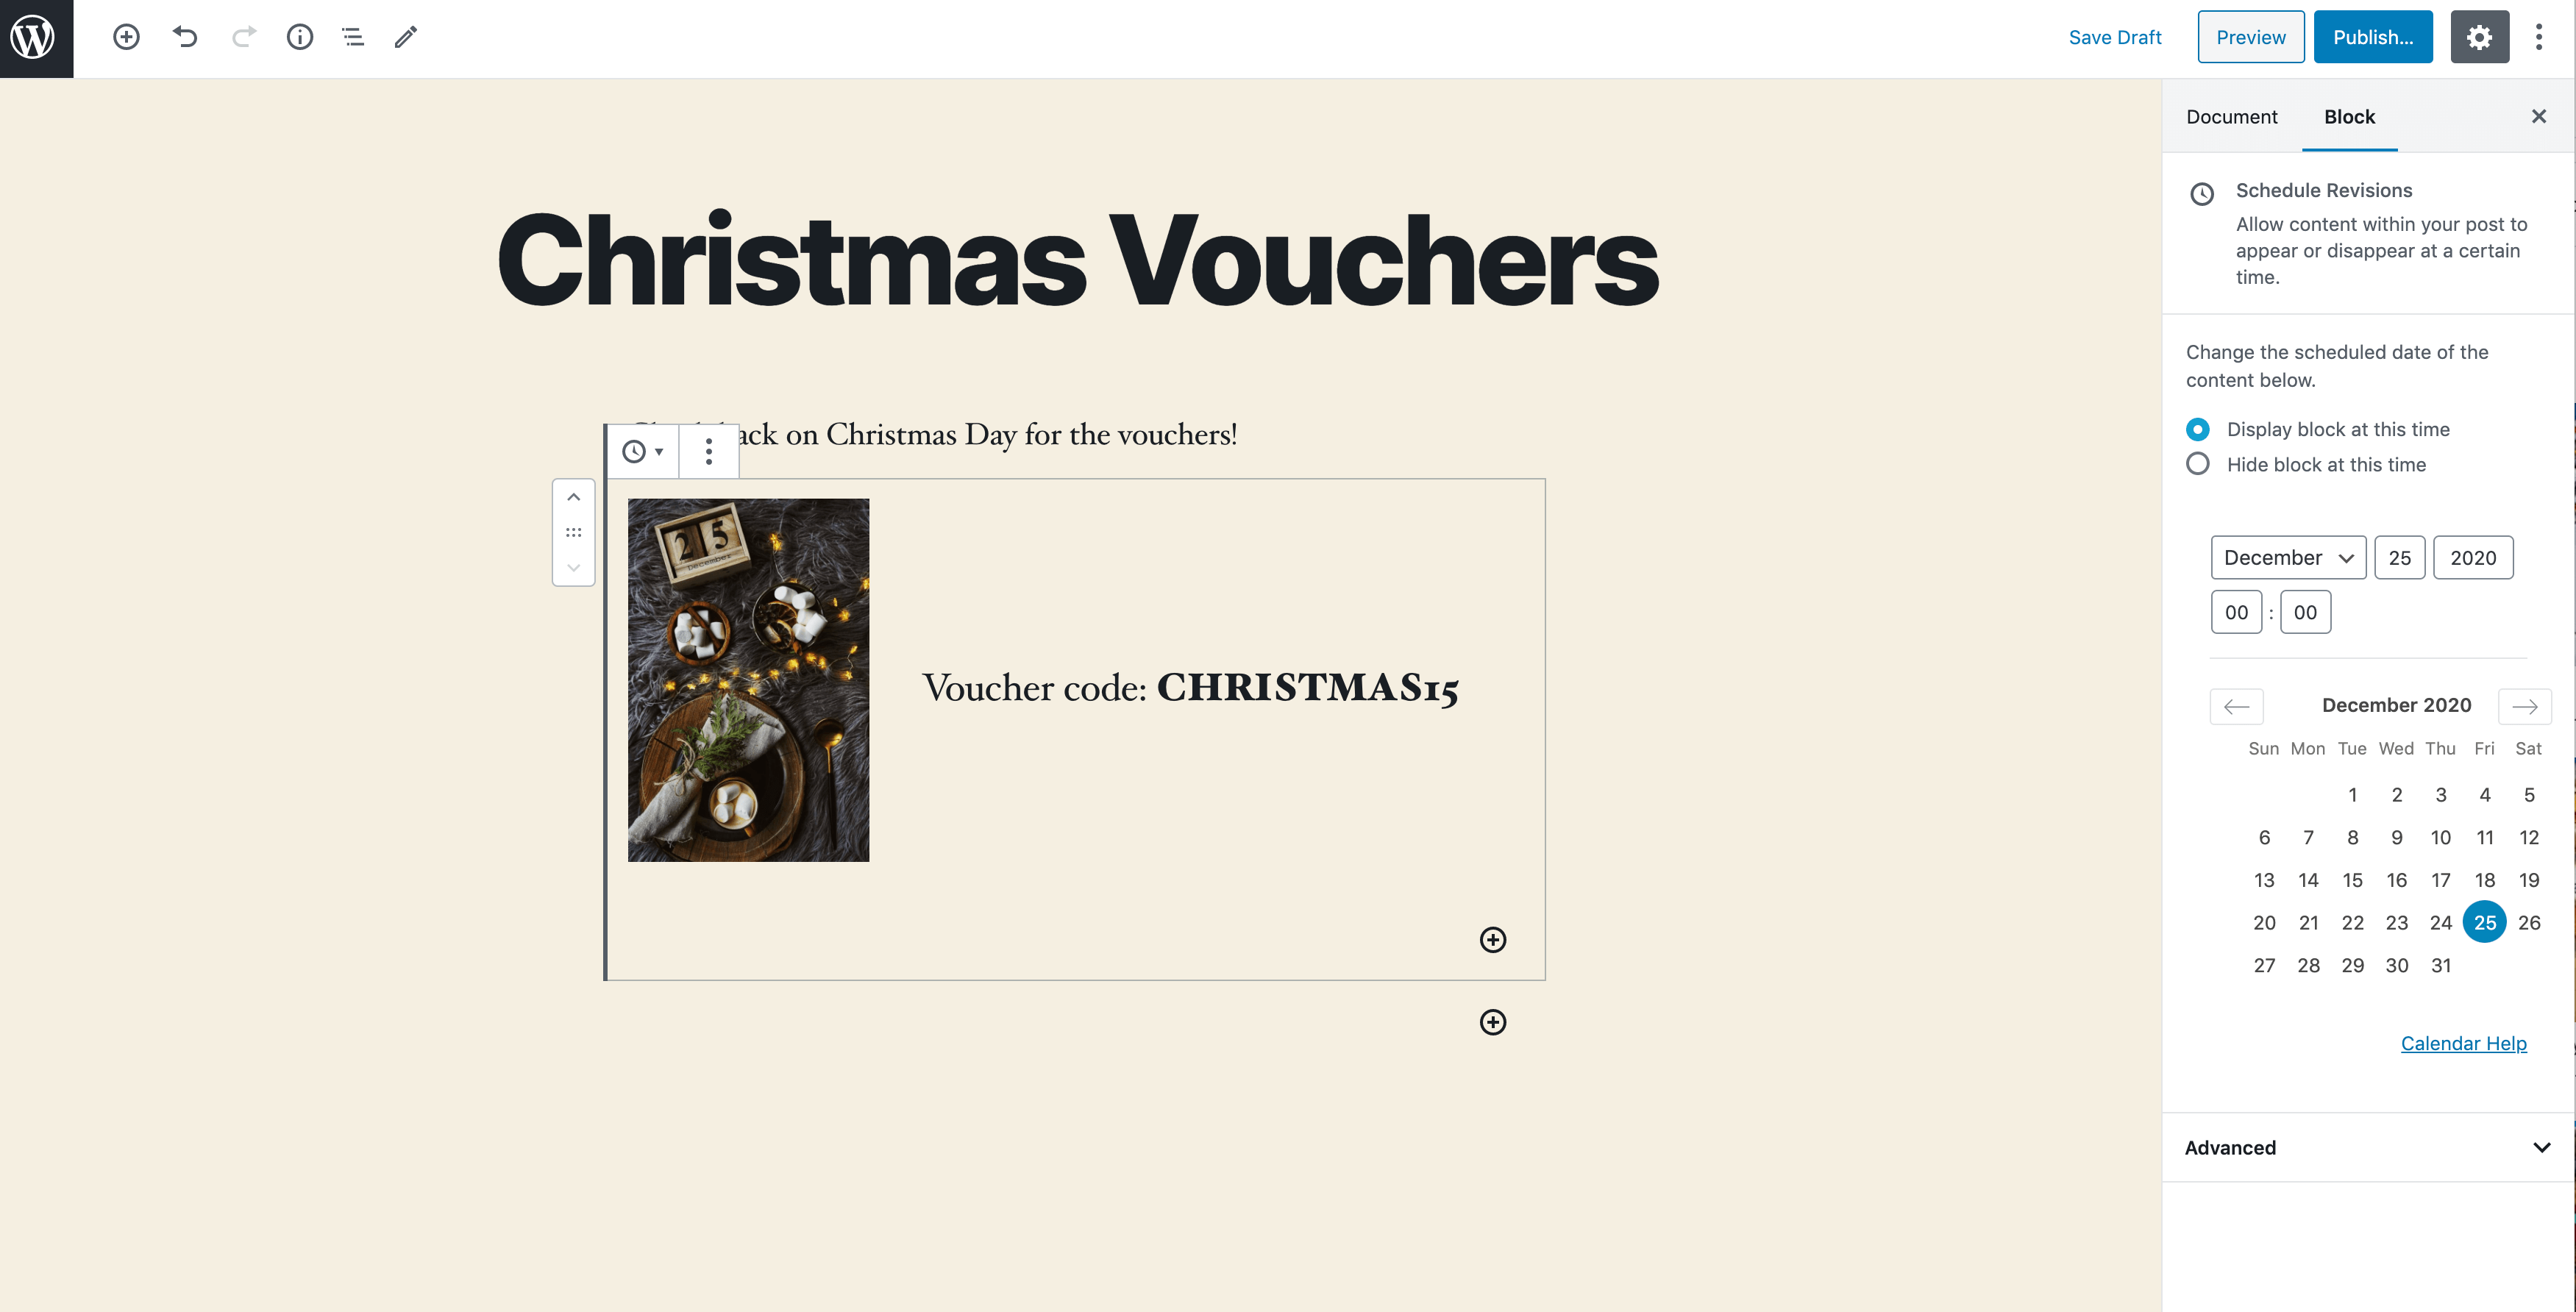 Save Draft
Preview
Publish...
Document
Block
Schedule Revisions
Allow content within your post to
appear or disappear at a certain
time.
Change the scheduled date of the
content below.
Display block at this time
Hide block at this time
December 25 2020
00 : 00
December 2020
Sun Mon Tue Wed Thu Fri Sat
1 2 3 4 5
6 7 8 9 10 11 12
13 14 15 16 17 18 19
20 21 22 23 24 25 26
27 28 29 30 31
Calendar Help
Advanced
Christmas Vouchers
back on Christmas Day for the vouchers!
25
December
Voucher code: CHRISTMAS15